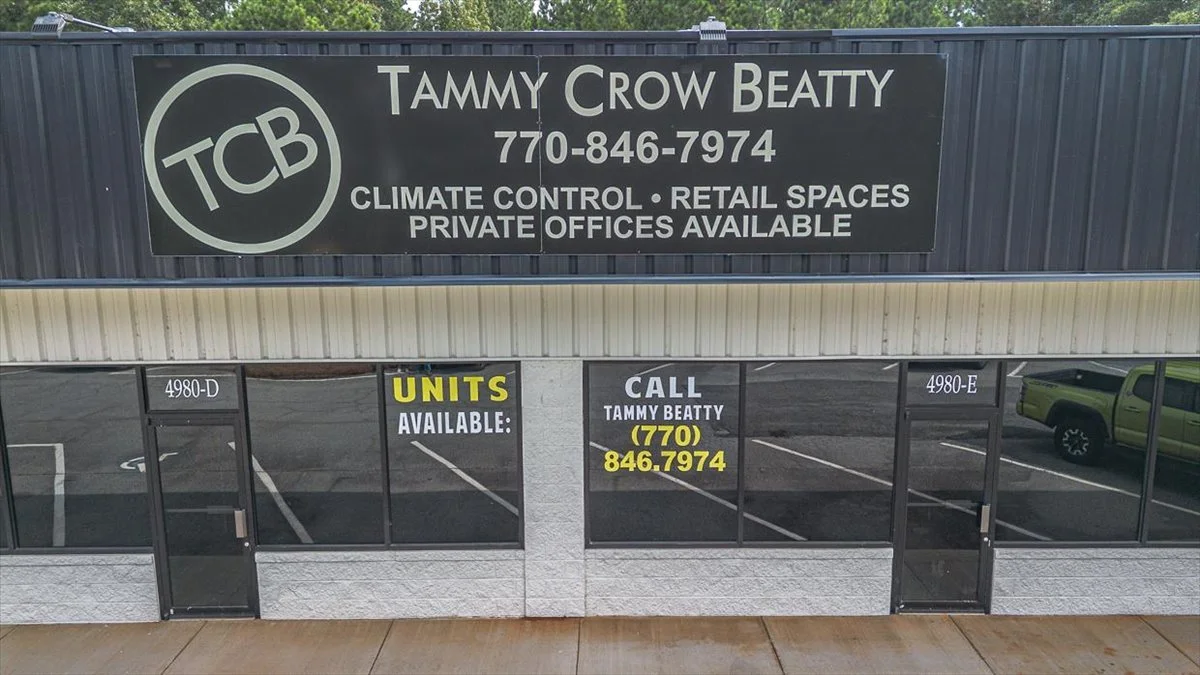 TCB
TAMMY CROW BEATTY
770-846-7974
CLIMATE CONTROL • RETAIL SPACES
PRIVATE OFFICES AVAILABLE
4980-D
UNITS
AVAILABLE:
CALL
TAMMY BEATTY
(770)
846.7974
4980-E